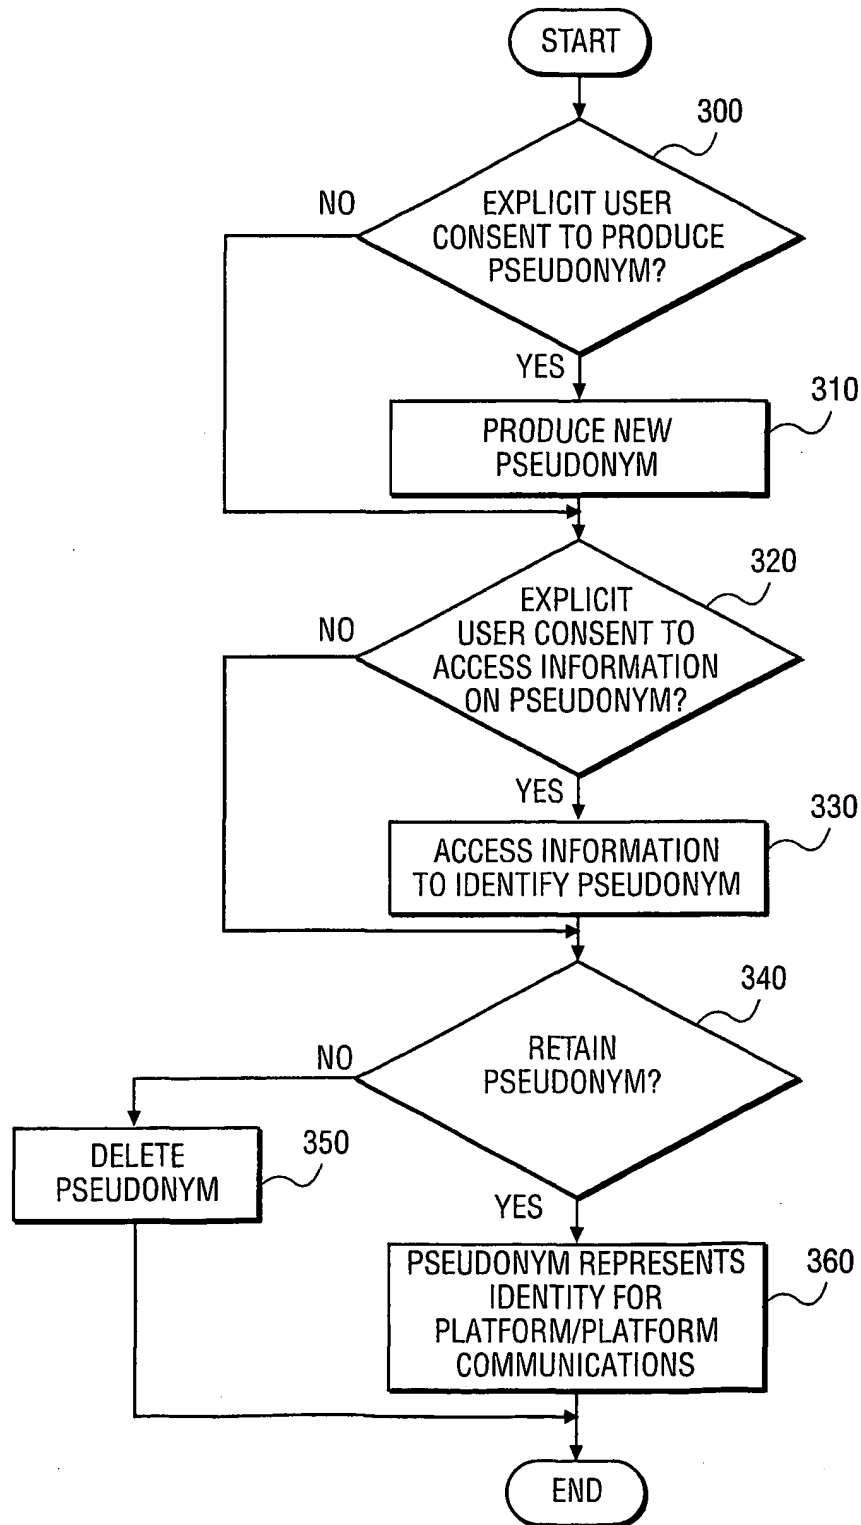 START
300
NO
EXPLICIT USER
CONSENT TO PRODUCE
PSEUDONYM?
YES
310
PRODUCE NEW
PSEUDONYM
320
NO
EXPLICIT
USER CONSENT TO
ACCESS INFORMATION
ON PSEUDONYM?
YES
330
ACCESS INFORMATION
TO IDENTIFY PSEUDONYM
340
NO
RETAIN
PSEUDONYM?
DELETE
PSEUDONYM
350
YES
PSEUDONYM REPRESENTS
IDENTITY FOR
PLATFORM/PLATFORM
COMMUNICATIONS
360
END